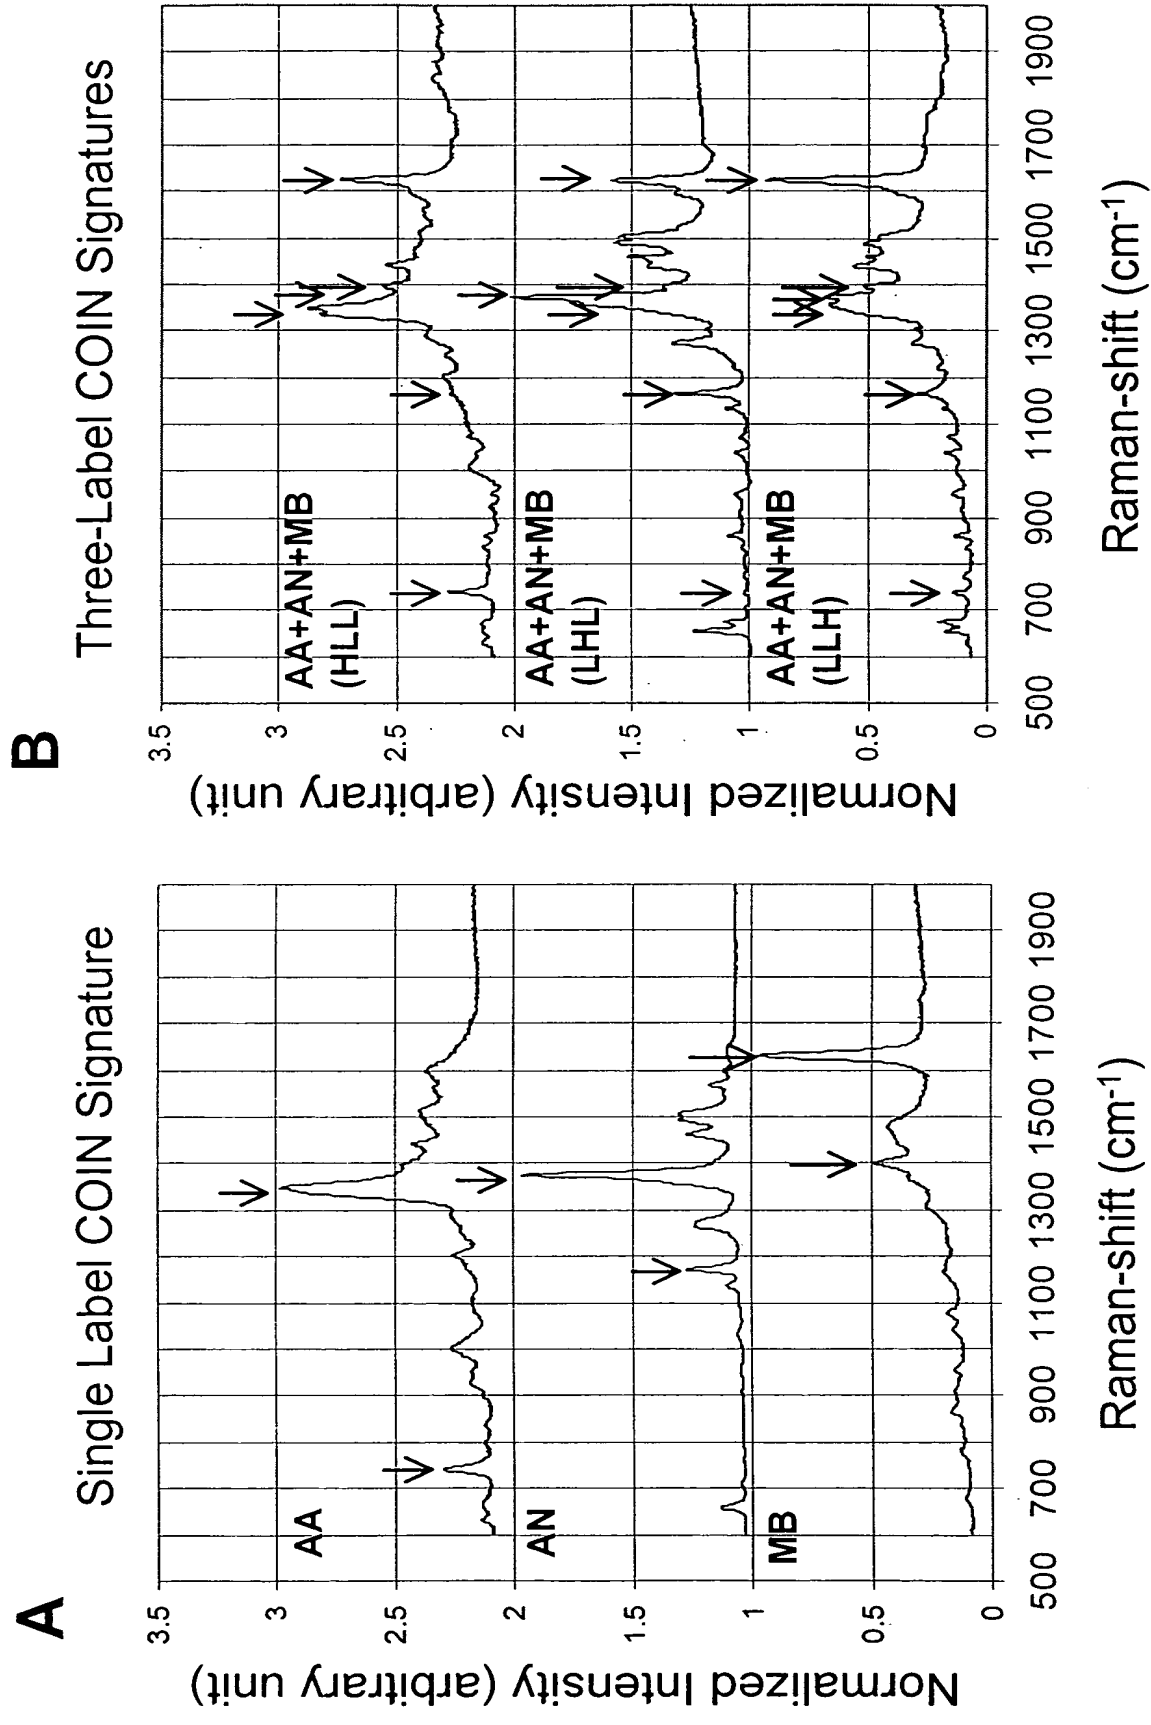 A
Single Label COIN Signature
Normalized Intensity (arbitrary unit)
3.5
3
2.5
2
1.5
1
0.5
0
AA
AN
MB
500 700 900 1100 1300 1500 1700 1900
Raman-shift (cm-1)
B
Three-Label COIN Signatures
Normalized Intensity (arbitrary unit)
3.5
3
2.5
2
1.5
1
0.5
0
AA+AN+MB
(HLL)
AA+AN+MB
(LHL)
AA+AN+MB
(LLH)
500 700 900 1100 1300 1500 1700 1900
Raman-shift (cm-1)